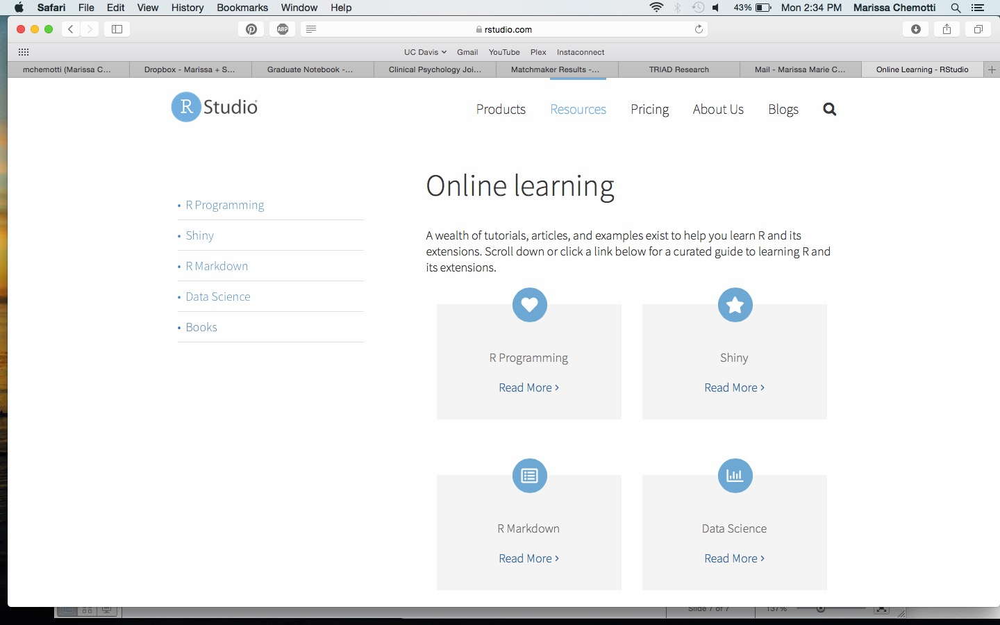 Safari File Edit View History Bookmarks Window Help 43% Mon 2:34 PM Marissa Chemotti
ABP rstudio.com
UC Davis Gmail YouTube Plex Instaconnect
mchemotti (Marissa C... Dropbox - Marissa + S... Graduate Notebook -... Clinical Psychology Joi... Matchmaker Results -... TRIAD Research Mail - Marissa Marie C... Online Learning - RStudio
R Studio Products Resources Pricing About Us Blogs
• R Programming
• Shiny
• R Markdown
• Data Science
• Books
Online learning
A wealth of tutorials, articles, and examples exist to help you learn R and its
extensions. Scroll down or click a link below for a curated guide to learning R and
its extensions.
R Programming
Read More ›
Shiny
Read More ›
R Markdown
Read More ›
Data Science
Read More ›
Slide 7 of 7 137%